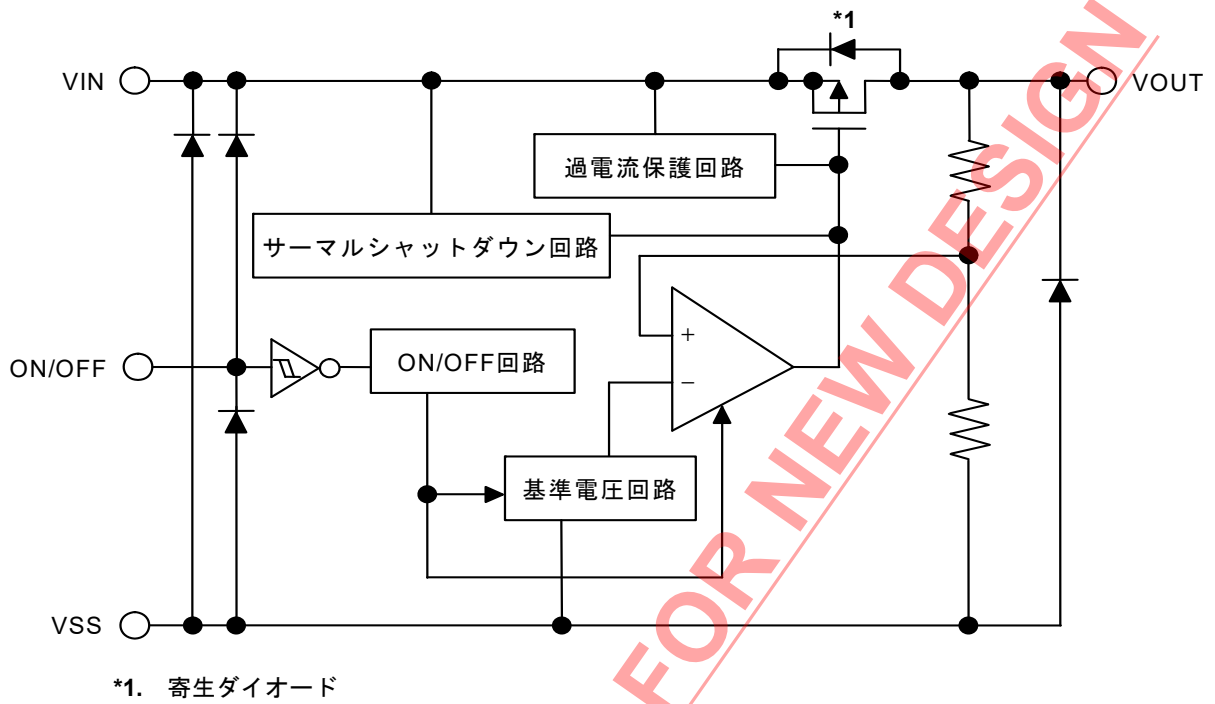 *1
VIN
VOUT
過電流保護回路
サーマルシャットダウン回路
+
−
ON/OFF
ON/OFF回路
基準電圧回路
VSS
*1. 寄生ダイオード
FOR NEW DESIGN